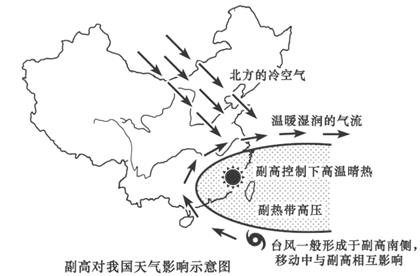 北方的冷空气
温暖湿润的气流
副高控制下高温晴热
副热带高压
台风一般形成于副高南侧,
移动中与副高相互影响
副高对我国天气影响示意图